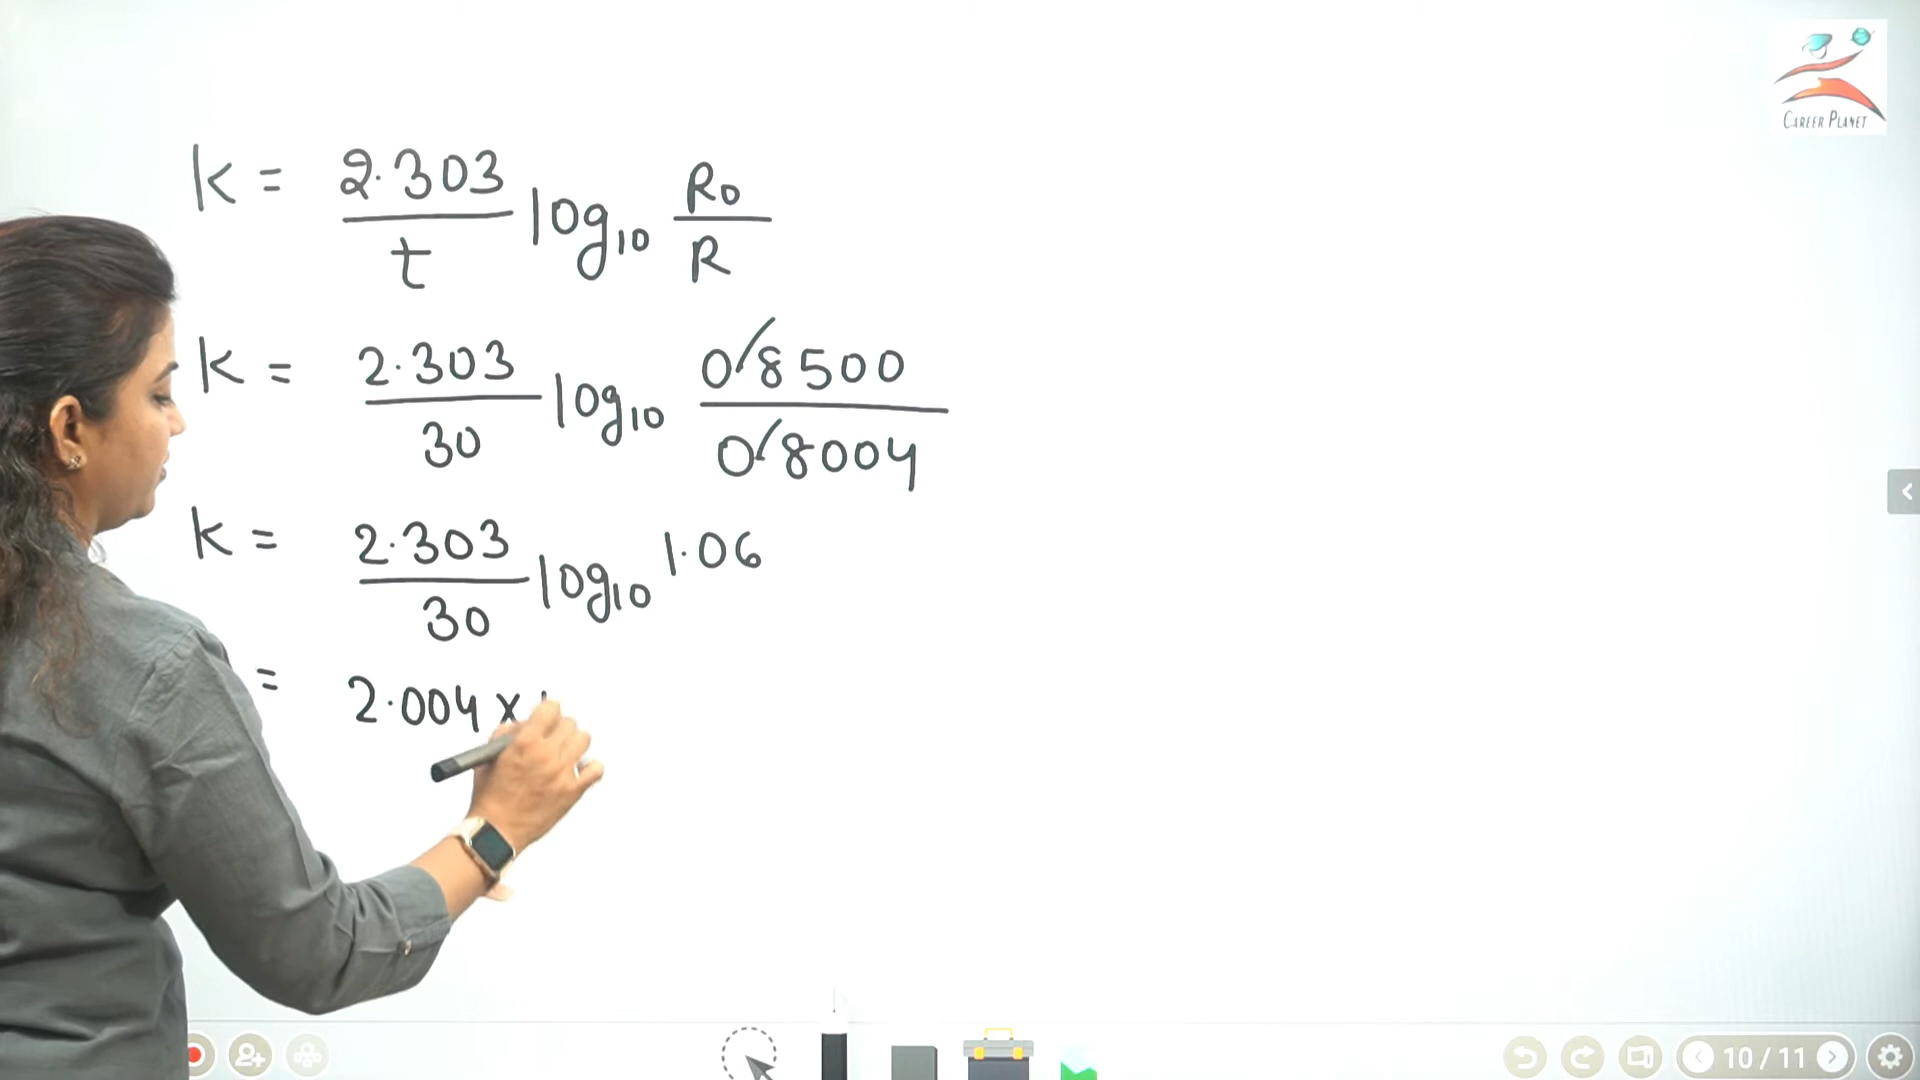 CAREER PLANET
K = 2.303/t log10 R0/R
K = 2.303/30 log10 0/8500 / 0/8004
K = 2.303/30 log10 1.06
= 2.004 x
10 / 11